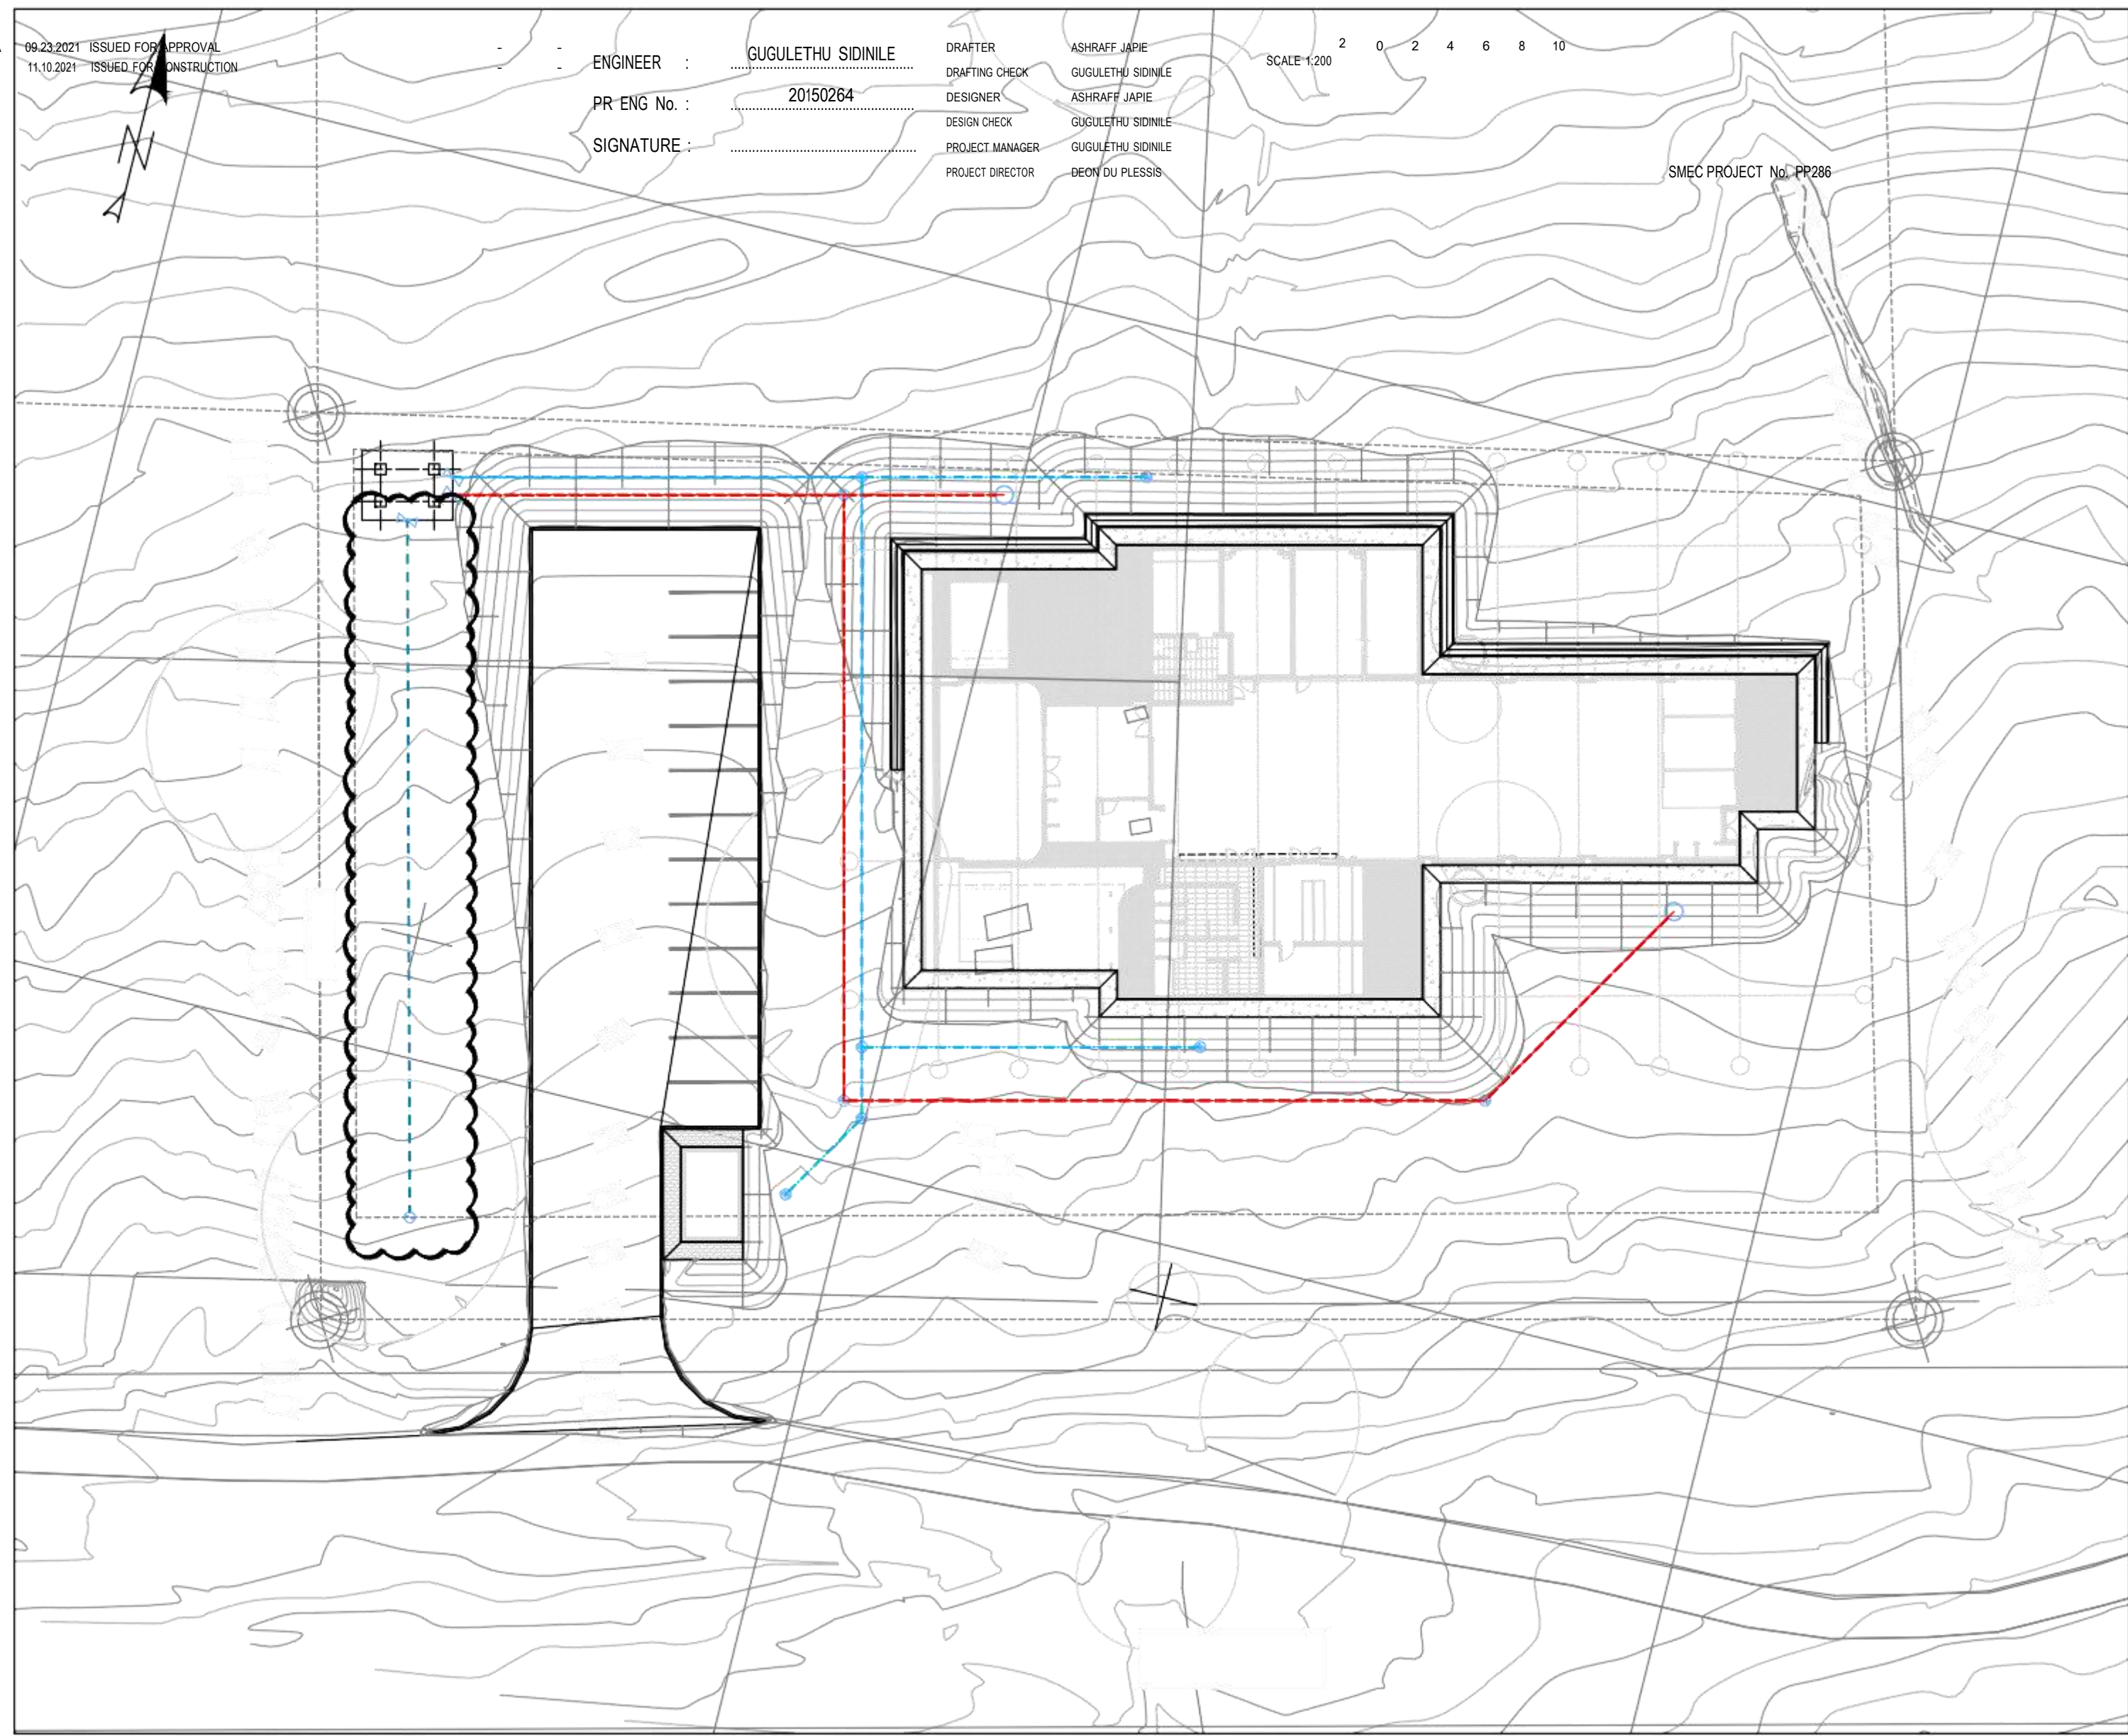 09.23.2021 ISSUED FOR APPROVAL - -
11.10.2021 ISSUED FOR CONSTRUCTION - -
ENGINEER : GUGULETHU SIDINILE
PR ENG No. : 20150264
SIGNATURE :
DRAFTER ASHRAFF JAPIE
DRAFTING CHECK GUGULETHU SIDINILE
DESIGNER ASHRAFF JAPIE
DESIGN CHECK GUGULETHU SIDINILE
PROJECT MANAGER GUGULETHU SIDINILE
PROJECT DIRECTOR DEON DU PLESSIS
2 0 2 4 6 8 10
SCALE 1:200
SMEC PROJECT No. PP286
N